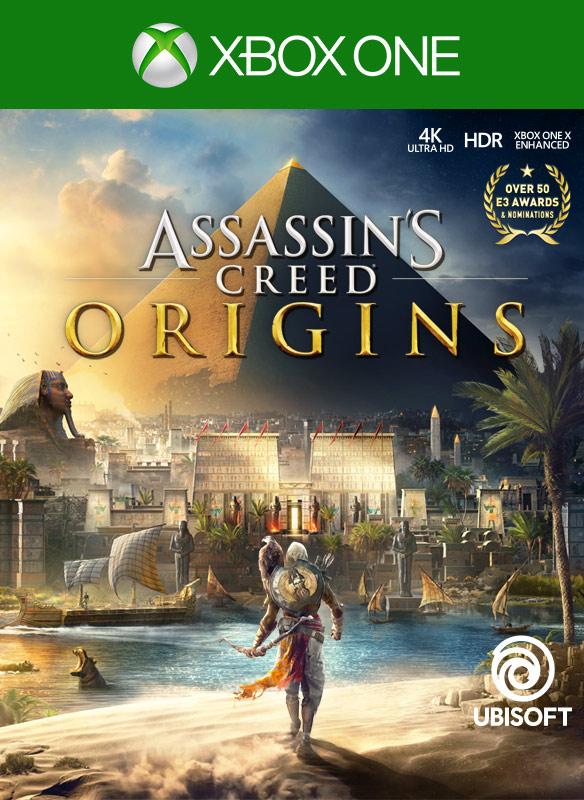 XBOX ONE
4K
ULTRA HD
HDR
XBOX ONE X
ENHANCED
OVER 50
E3 AWARDS
& NOMINATIONS
ASSASSIN'S
CREED®
ORIGINS
UBISOFT